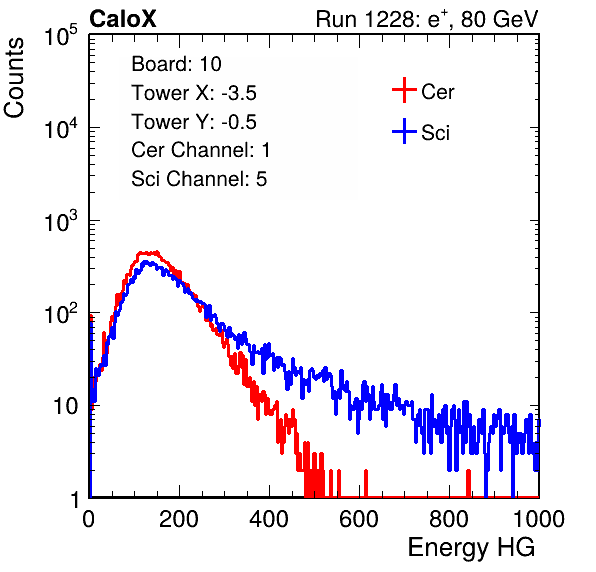 CaloX Run 1228: e⁺, 80 GeV
Counts
10⁵
10⁴
10³
10²
10
1
Board: 10
Tower X: -3.5
Tower Y: -0.5
Cer Channel: 1
Sci Channel: 5
Cer
Sci
0 200 400 600 800 1000
Energy HG